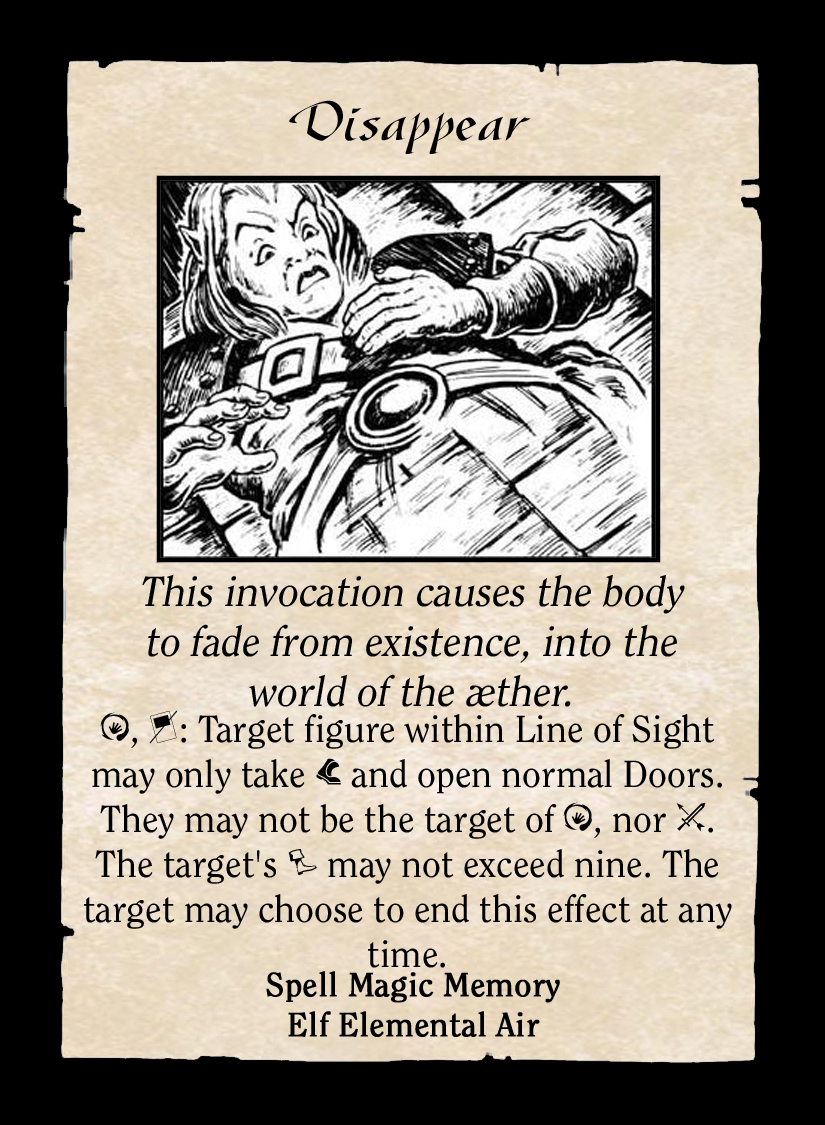 Disappear
This invocation causes the body
to fade from existence, into the
world of the æther.
, : Target figure within Line of Sight
may only take and open normal Doors.
They may not be the target of , nor .
The target's may not exceed nine. The
target may choose to end this effect at any
time.
Spell Magic Memory
Elf Elemental Air